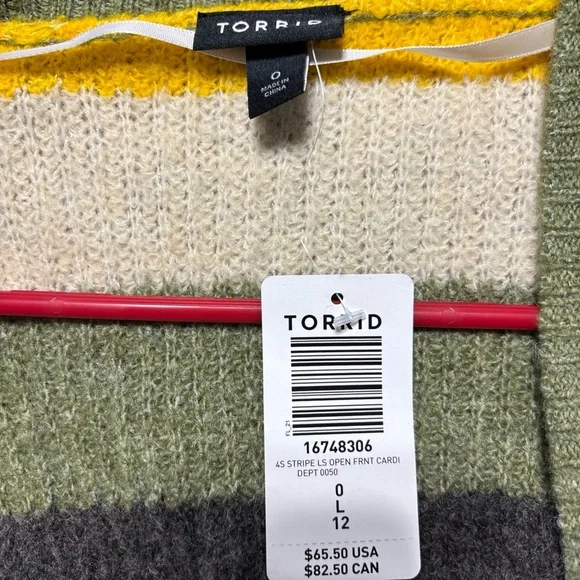 TORRID
0
MADE IN
CHINA
TORRID
FL_21
16748306
4S STRIPE LS OPEN FRNT CARDI
DEPT 0050
0
L
12
$65.50 USA
$82.50 CAN